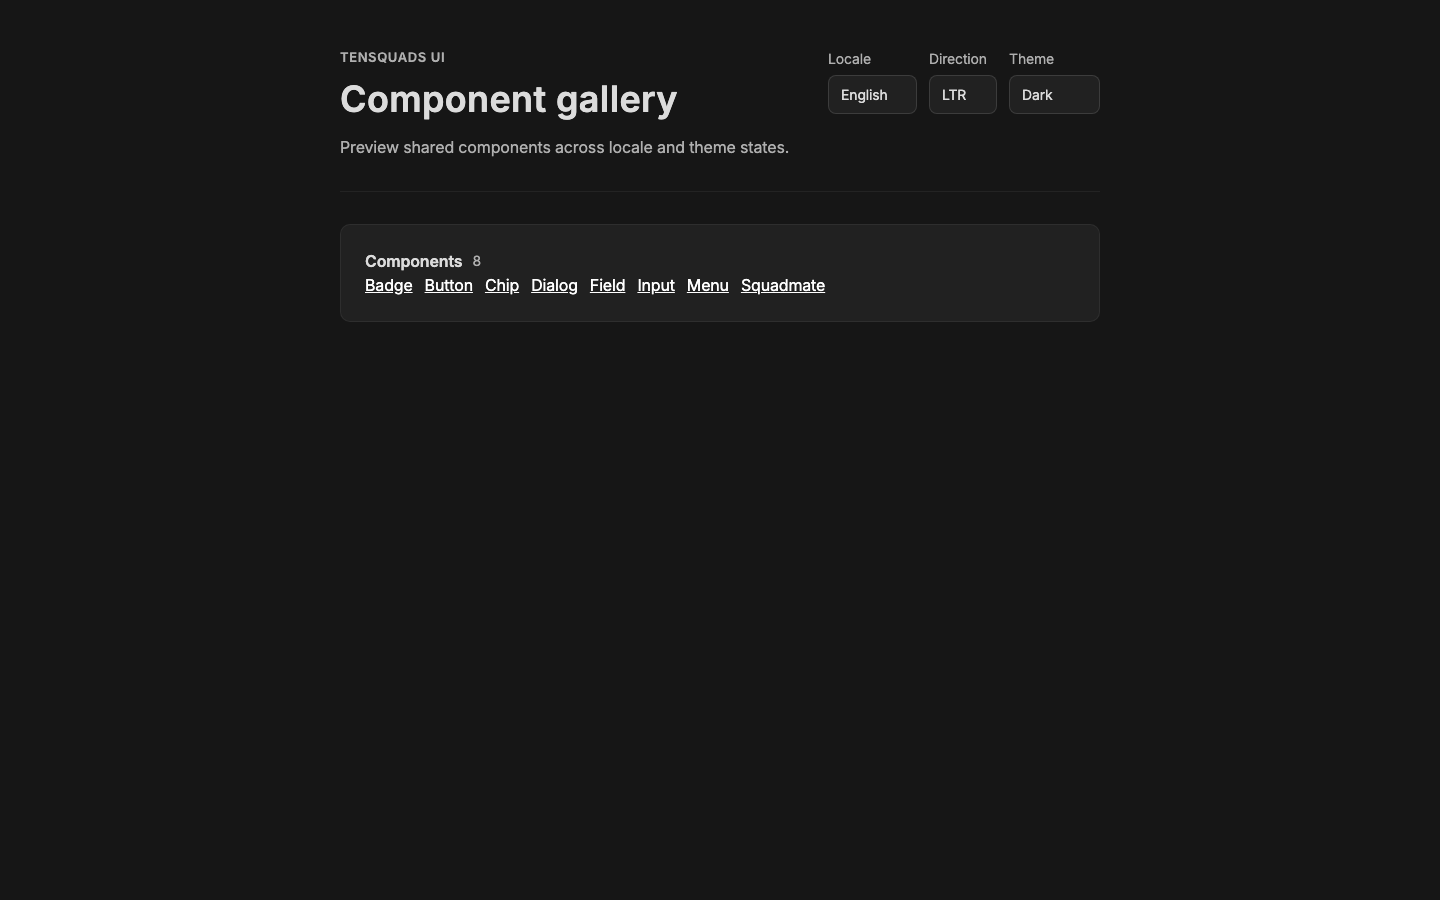 TENSQUADS UI
Component gallery
Preview shared components across locale and theme states.
Locale Direction Theme
English LTR Dark
Components 8
Badge Button Chip Dialog Field Input Menu Squadmate